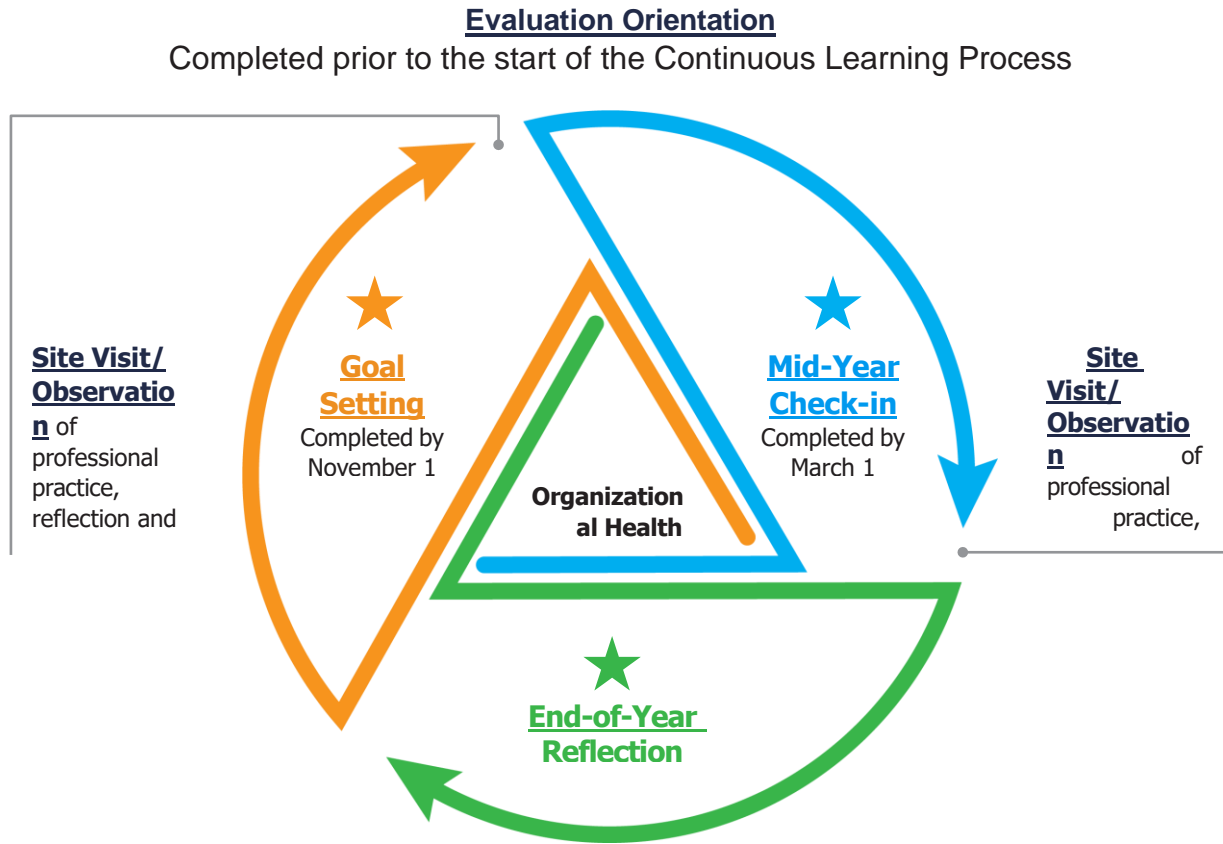 Evaluation Orientation
Completed prior to the start of the Continuous Learning Process
Site Visit/
Observatio
n of
professional
practice,
reflection and
Goal
Setting
Completed by
November 1
Organization
al Health
Mid-Year
Check-in
Completed by
March 1
Site
Visit/
Observatio
n of
professional
practice,
End-of-Year
Reflection